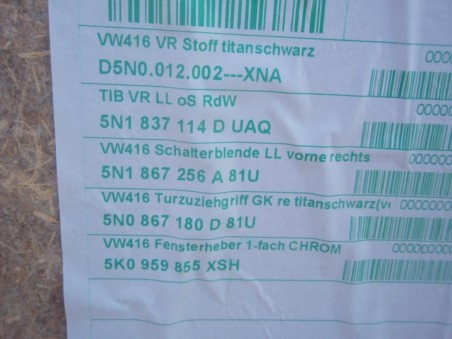 VW416 VR Stoff titanschwarz
0000
D5N0.012.002---XNA
TIB VR LL oS RdW
5N1 837 114 D UAQ
VW416 Schalterblende LL vorne rechts
5N1 867 256 A 81U
VW416 Turzuziehgriff GK re titanschwarz(v
5N0 867 180 D 81U
VW416 Fensterheber 1-fach CHROM
5K0 959 855 XSH